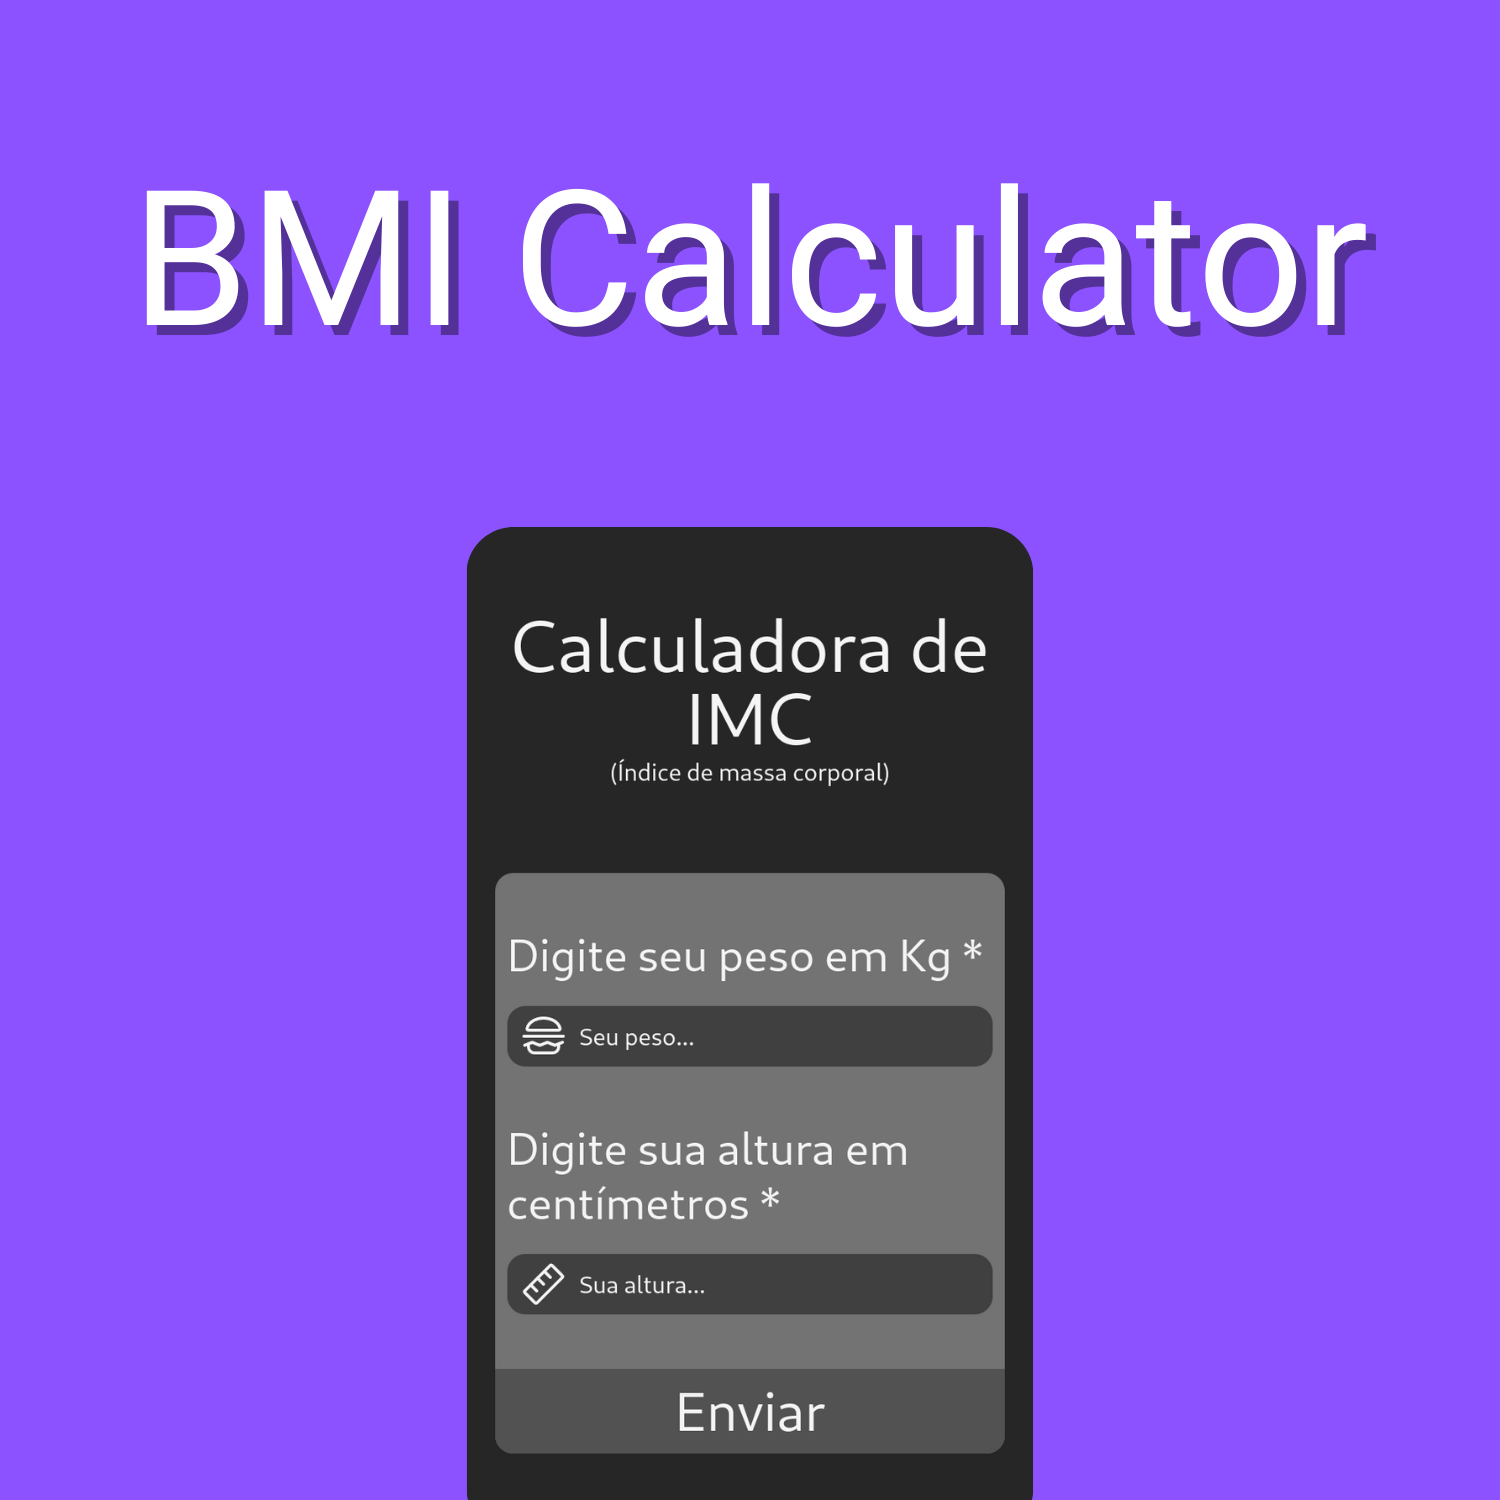 BMI Calculator
Calculadora de
IMC
(Índice de massa corporal)
Digite seu peso em Kg *
Seu peso...
Digite sua altura em
centímetros *
Sua altura...
Enviar